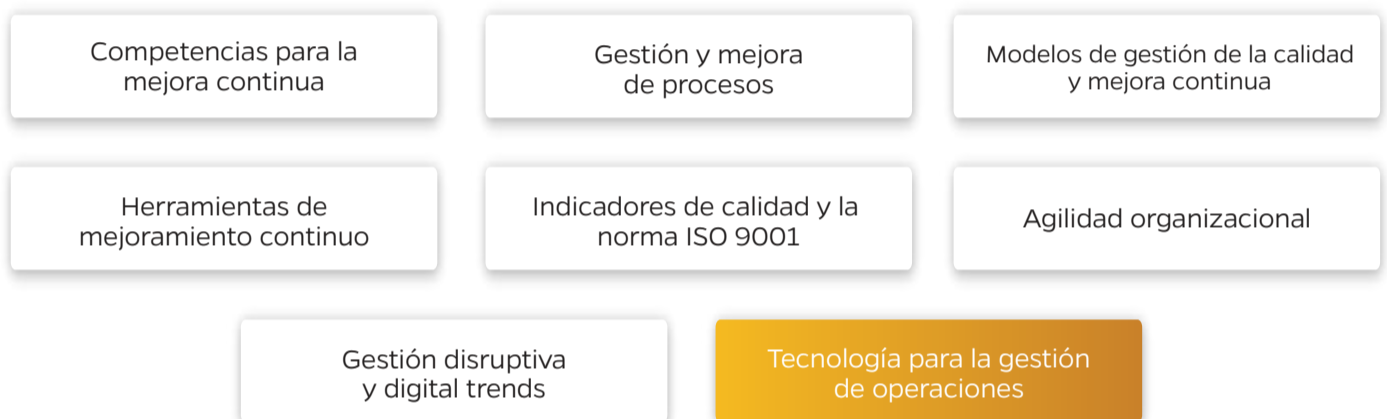 Competencias para la
mejora continua
Gestión y mejora
de procesos
Modelos de gestión de la calidad
y mejora continua
Herramientas de
mejoramiento continuo
Indicadores de calidad y la
norma ISO 9001
Agilidad organizacional
Gestión disruptiva
y digital trends
Tecnología para la gestión
de operaciones